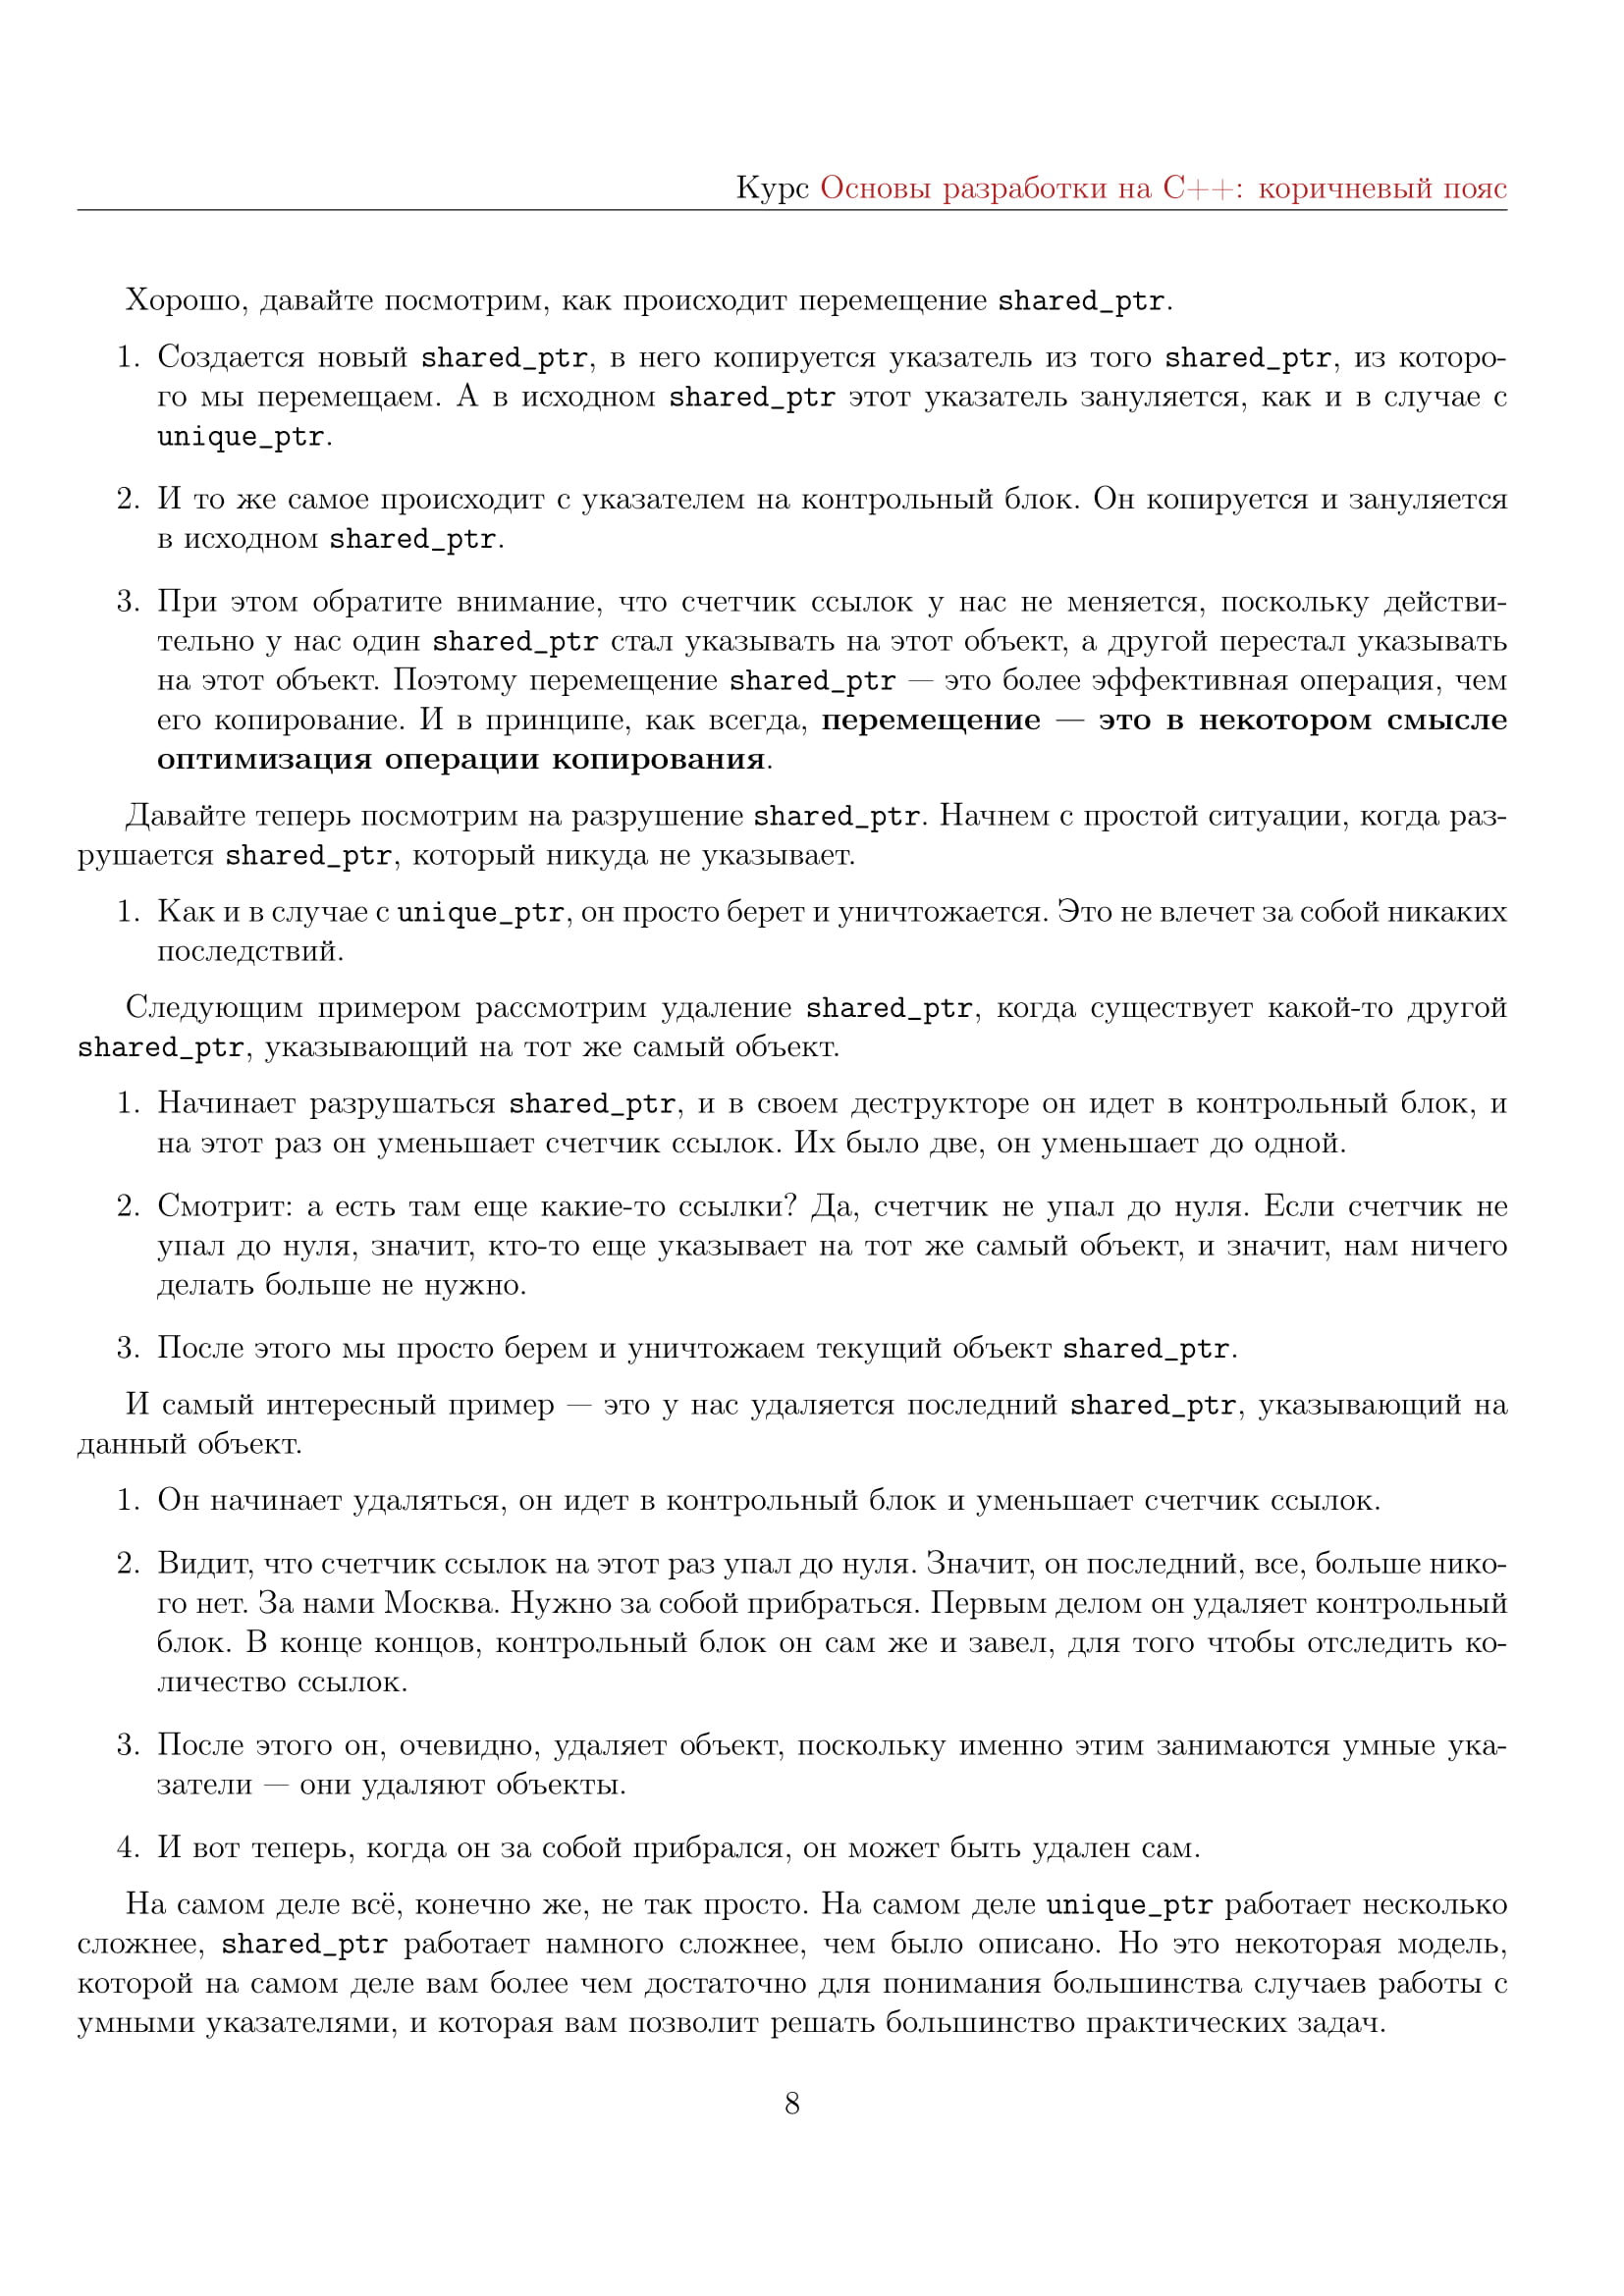 Курс Основы разработки на C++: коричневый пояс
Хорошо, давайте посмотрим, как происходит перемещение shared_ptr.
1. Создается новый shared_ptr, в него копируется указатель из того shared_ptr, из которо-
го мы перемещаем. А в исходном shared_ptr этот указатель зануляется, как и в случае с
unique_ptr.
2. И то же самое происходит с указателем на контрольный блок. Он копируется и зануляется
в исходном shared_ptr.
3. При этом обратите внимание, что счетчик ссылок у нас не меняется, поскольку действи-
тельно у нас один shared_ptr стал указывать на этот объект, а другой перестал указывать
на этот объект. Поэтому перемещение shared_ptr — это более эффективная операция, чем
его копирование. И в принципе, как всегда, перемещение — это в некотором смысле
оптимизация операции копирования.
Давайте теперь посмотрим на разрушение shared_ptr. Начнем с простой ситуации, когда раз-
рушается shared_ptr, который никуда не указывает.
1. Как и в случае с unique_ptr, он просто берет и уничтожается. Это не влечет за собой никаких
последствий.
Следующим примером рассмотрим удаление shared_ptr, когда существует какой-то другой
shared_ptr, указывающий на тот же самый объект.
1. Начинает разрушаться shared_ptr, и в своем деструкторе он идет в контрольный блок, и
на этот раз он уменьшает счетчик ссылок. Их было две, он уменьшает до одной.
2. Смотрит: а есть там еще какие-то ссылки? Да, счетчик не упал до нуля. Если счетчик не
упал до нуля, значит, кто-то еще указывает на тот же самый объект, и значит, нам ничего
делать больше не нужно.
3. После этого мы просто берем и уничтожаем текущий объект shared_ptr.
И самый интересный пример — это у нас удаляется последний shared_ptr, указывающий на
данный объект.
1. Он начинает удаляться, он идет в контрольный блок и уменьшает счетчик ссылок.
2. Видит, что счетчик ссылок на этот раз упал до нуля. Значит, он последний, все, больше нико-
го нет. За нами Москва. Нужно за собой прибраться. Первым делом он удаляет контрольный
блок. В конце концов, контрольный блок он сам же и завел, для того чтобы отследить ко-
личество ссылок.
3. После этого он, очевидно, удаляет объект, поскольку именно этим занимаются умные ука-
затели — они удаляют объекты.
4. И вот теперь, когда он за собой прибрался, он может быть удален сам.
На самом деле всё, конечно же, не так просто. На самом деле unique_ptr работает несколько
сложнее, shared_ptr работает намного сложнее, чем было описано. Но это некоторая модель,
которой на самом деле вам более чем достаточно для понимания большинства случаев работы с
умными указателями, и которая вам позволит решать большинство практических задач.
8